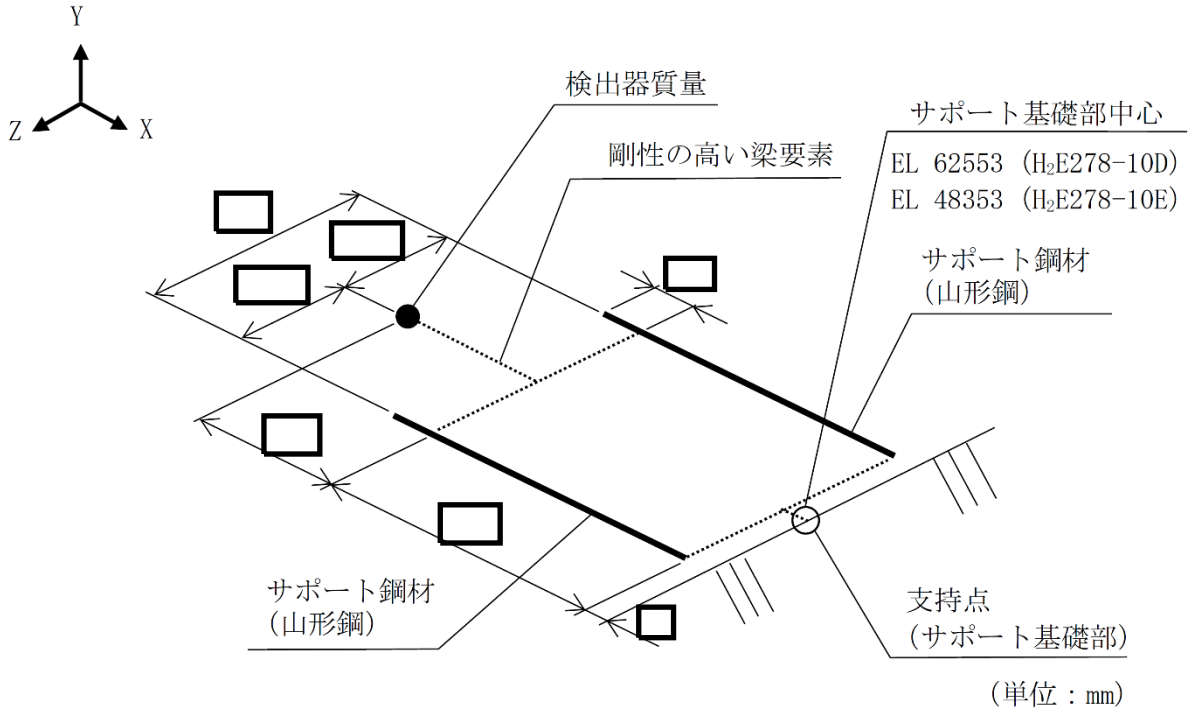 Y
Z
X
検出器質量
剛性の高い梁要素
サポート基礎部中心
EL 62553 (H₂E278-10D)
EL 48353 (H₂E278-10E)
サポート鋼材
(山形鋼)
サポート鋼材
(山形鋼)
支持点
(サポート基礎部)
(単位：mm)